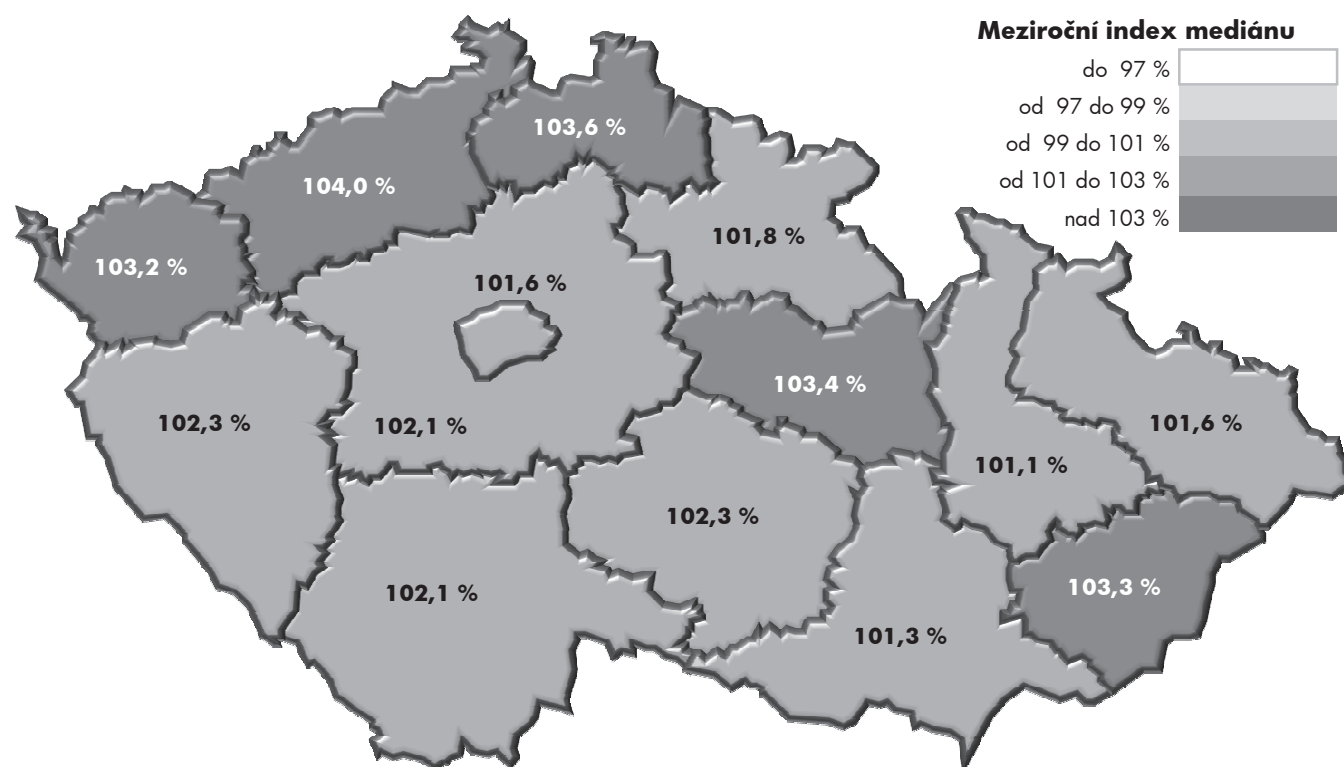 Meziroční index mediánu
do 97 %
od 97 do 99 %
od 99 do 101 %
od 101 do 103 %
nad 103 %
103,6 %
104,0 %
101,8 %
103,2 %
101,6 %
103,4 %
102,3 %
102,1 %
101,6 %
101,1 %
102,3 %
103,3 %
102,1 %
101,3 %